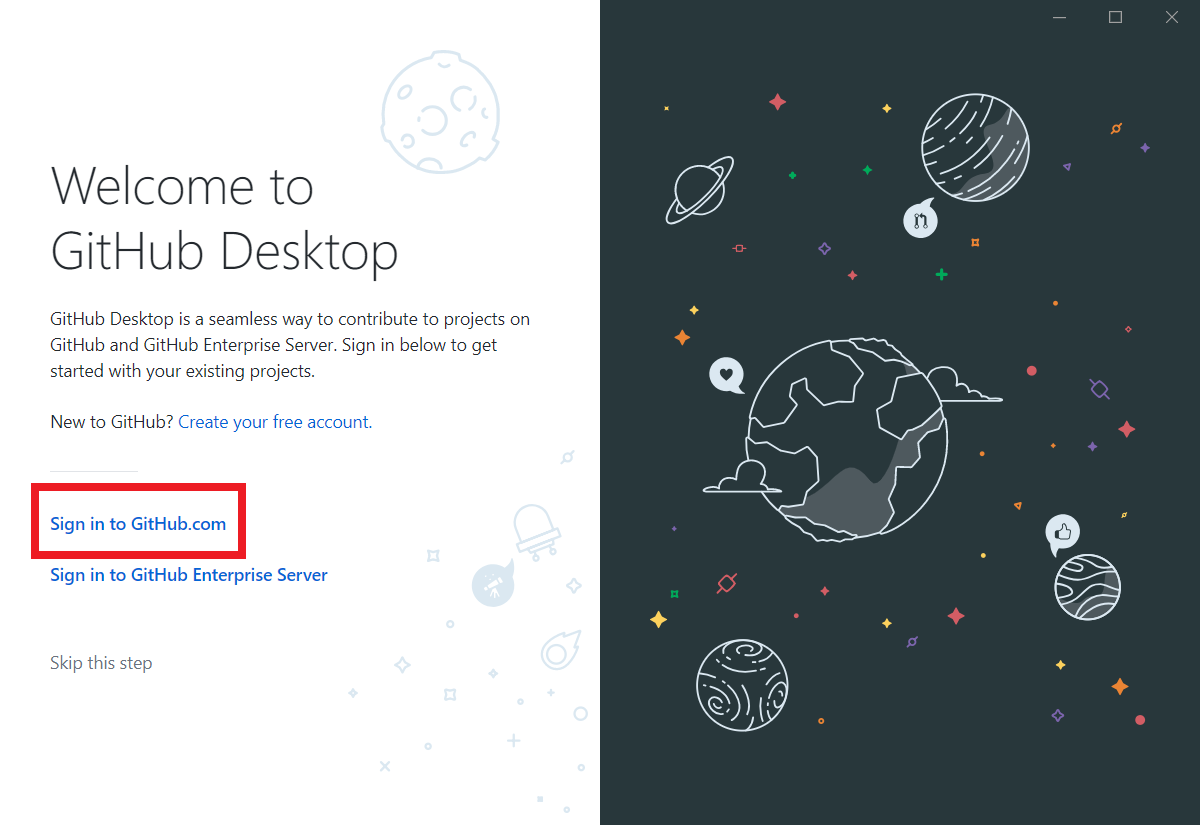 Welcome to
GitHub Desktop
GitHub Desktop is a seamless way to contribute to projects on
GitHub and GitHub Enterprise Server. Sign in below to get
started with your existing projects.
New to GitHub? Create your free account.
Sign in to GitHub.com
Sign in to GitHub Enterprise Server
Skip this step